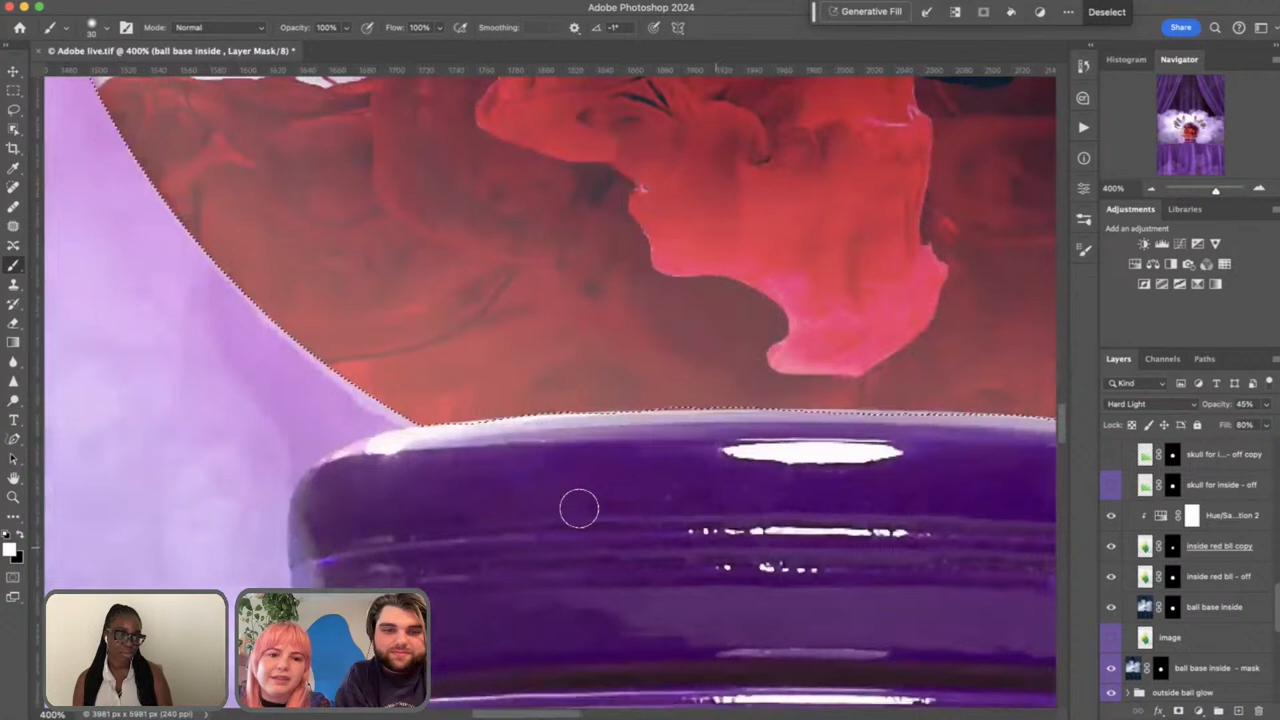 Adobe Photoshop 2024
Generative Fill
Deselect
30
Mode: Normal
Opacity: 100%
Flow: 100%
Smoothing:
-1°
Share
× © Adobe live.tif @ 400% (ball base inside , Layer Mask/8) *
Histogram
Navigator
400%
Adjustments
Libraries
Add an adjustment
Layers
Channels
Paths
Kind
Hard Light
Opacity: 45%
Lock:
Fill: 80%
skull for i...- off copy
skull for inside - off
Hue/Sa...tion 2
inside red bll copy
inside red bll - off
ball base inside
image
ball base inside - mask
outside ball glow
400%
© 3981 px x 5981 px (240 ppi)